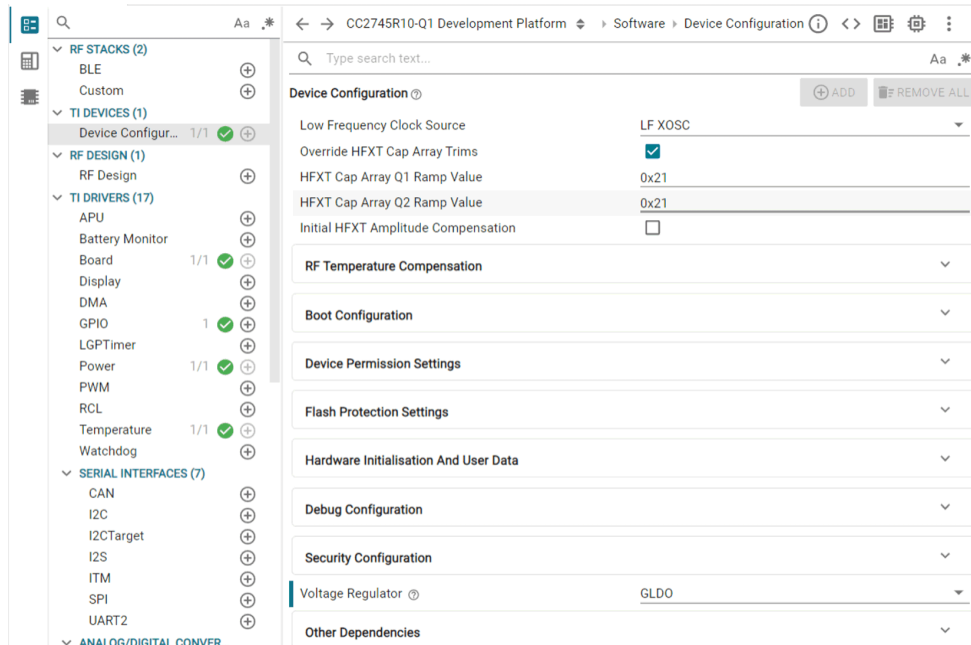 Aa .*
RF STACKS (2)
BLE
Custom
TI DEVICES (1)
Device Configur... 1/1
RF DESIGN (1)
RF Design
TI DRIVERS (17)
APU
Battery Monitor
Board 1/1
Display
DMA
GPIO 1
LGPTimer
Power 1/1
PWM
RCL
Temperature 1/1
Watchdog
SERIAL INTERFACES (7)
CAN
I2C
I2CTarget
I2S
ITM
SPI
UART2
ANALOG/DIGITAL CONVER
CC2745R10-Q1 Development Platform Software Device Configuration
Type search text... Aa .*
Device Configuration ADD REMOVE ALL
Low Frequency Clock Source LF XOSC
Override HFXT Cap Array Trims
HFXT Cap Array Q1 Ramp Value 0x21
HFXT Cap Array Q2 Ramp Value 0x21
Initial HFXT Amplitude Compensation
RF Temperature Compensation
Boot Configuration
Device Permission Settings
Flash Protection Settings
Hardware Initialisation And User Data
Debug Configuration
Security Configuration
Voltage Regulator GLDO
Other Dependencies